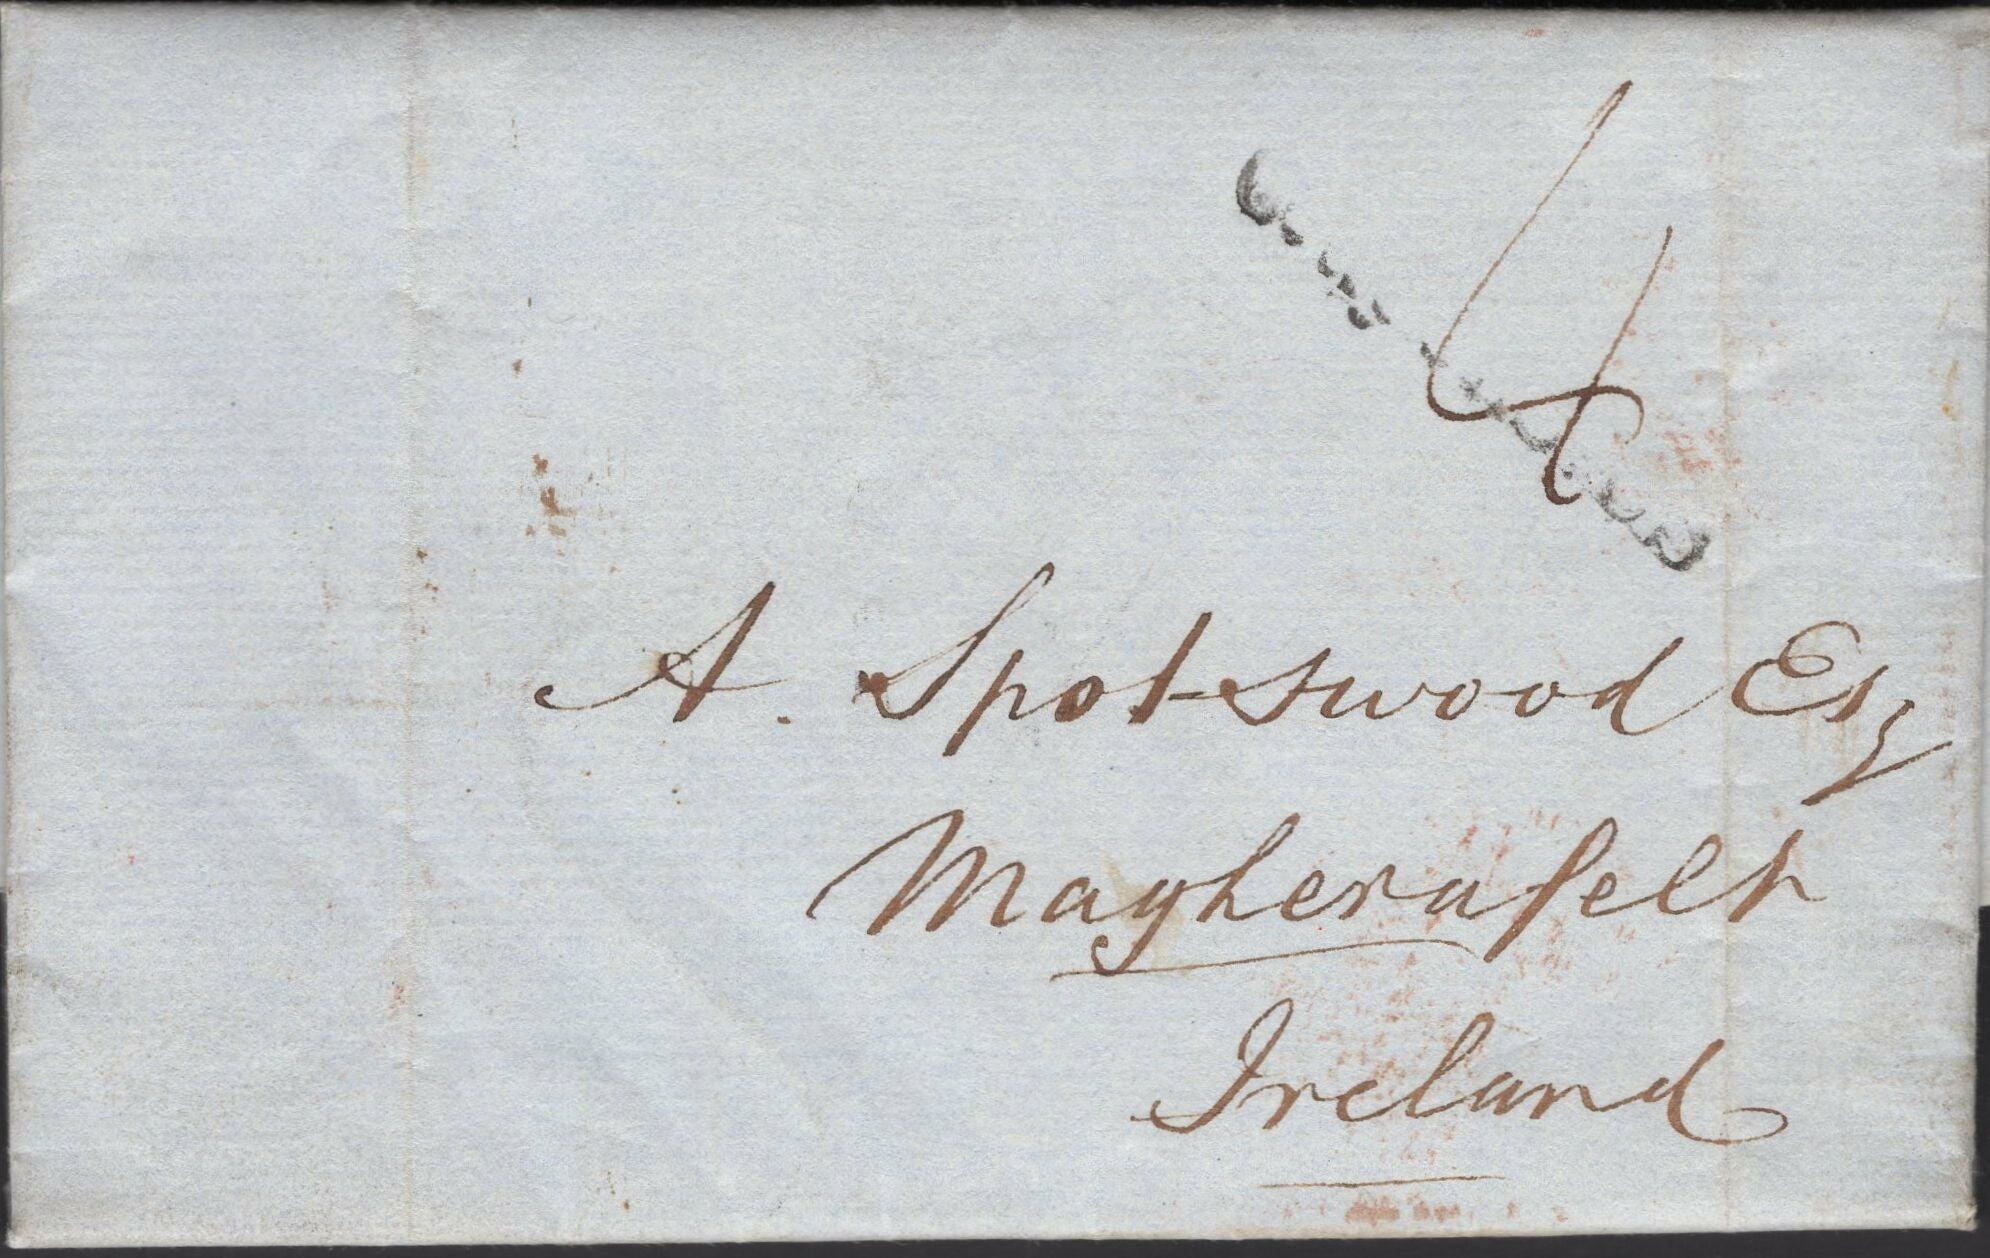 4
A. Spotswood Esq
Magherafelt
Ireland